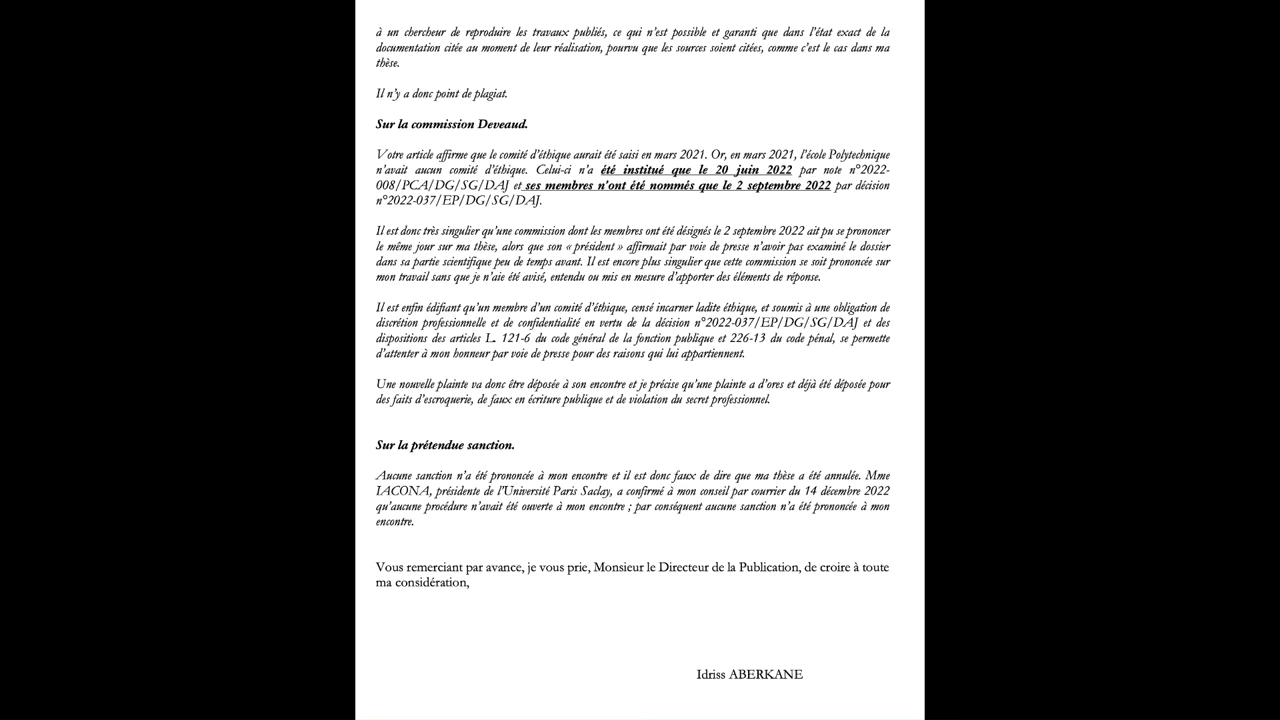 à un chercheur de reproduire les travaux publiés, ce qui n'est possible et garanti que dans l'état exact de la
documentation citée au moment de leur réalisation, pourvu que les sources soient citées, comme c'est le cas dans ma
thèse.
Il n'y a donc point de plagiat.
Sur la commission Deveaud.
Votre article affirme que le comité d'éthique aurait été saisi en mars 2021. Or, en mars 2021, l'école Polytechnique
n'avait aucun comité d'éthique. Celui-ci n'a été institué que le 20 juin 2022 par note n°2022-
008/PCA/DG/SG/DAJ et ses membres n'ont été nommés que le 2 septembre 2022 par décision
n°2022-037/EP/DG/SG/DAJ.
Il est donc très singulier qu'une commission dont les membres ont été désignés le 2 septembre 2022 ait pu se prononcer
le même jour sur ma thèse, alors que son « président » affirmait par voie de presse n'avoir pas examiné le dossier
dans sa partie scientifique peu de temps avant. Il est encore plus singulier que cette commission se soit prononcée sur
mon travail sans que je n'aie été avisé, entendu ou mis en mesure d'apporter des éléments de réponse.
Il est enfin édifiant qu'un membre d'un comité d'éthique, censé incarner ladite éthique, et soumis à une obligation de
discrétion professionnelle et de confidentialité en vertu de la décision n°2022-037/EP/DG/SG/DAJ et des
dispositions des articles L. 121-6 du code général de la fonction publique et 226-13 du code pénal, se permette
d'attenter à mon honneur par voie de presse pour des raisons qui lui appartiennent.
Une nouvelle plainte va donc être déposée à son encontre et je précise qu'une plainte a d'ores et déjà été déposée pour
des faits d'escroquerie, de faux en écriture publique et de violation du secret professionnel.
Sur la prétendue sanction.
Aucune sanction n'a été prononcée à mon encontre et il est donc faux de dire que ma thèse a été annulée. Mme
IACONA, présidente de l'Université Paris Saclay, a confirmé à mon conseil par courrier du 14 décembre 2022
qu'aucune procédure n'avait été ouverte à mon encontre ; par conséquent aucune sanction n'a été prononcée à mon
encontre.
Vous remerciant par avance, je vous prie, Monsieur le Directeur de la Publication, de croire à toute
ma considération,
Idriss ABERKANE